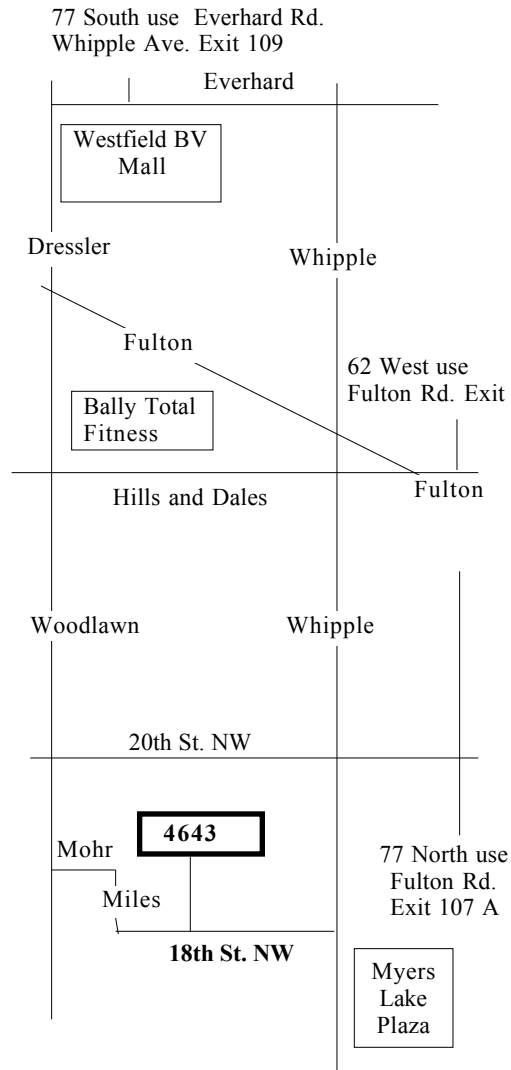 77 South use Everhard Rd.
Whipple Ave. Exit 109
Everhard
Westfield BV
Mall
Dressler
Whipple
Fulton
62 West use
Fulton Rd. Exit
Bally Total
Fitness
Fulton
Hills and Dales
Woodlawn
Whipple
20th St. NW
4643
Mohr
77 North use
Fulton Rd.
Exit 107 A
Miles
18th St. NW
Myers
Lake
Plaza